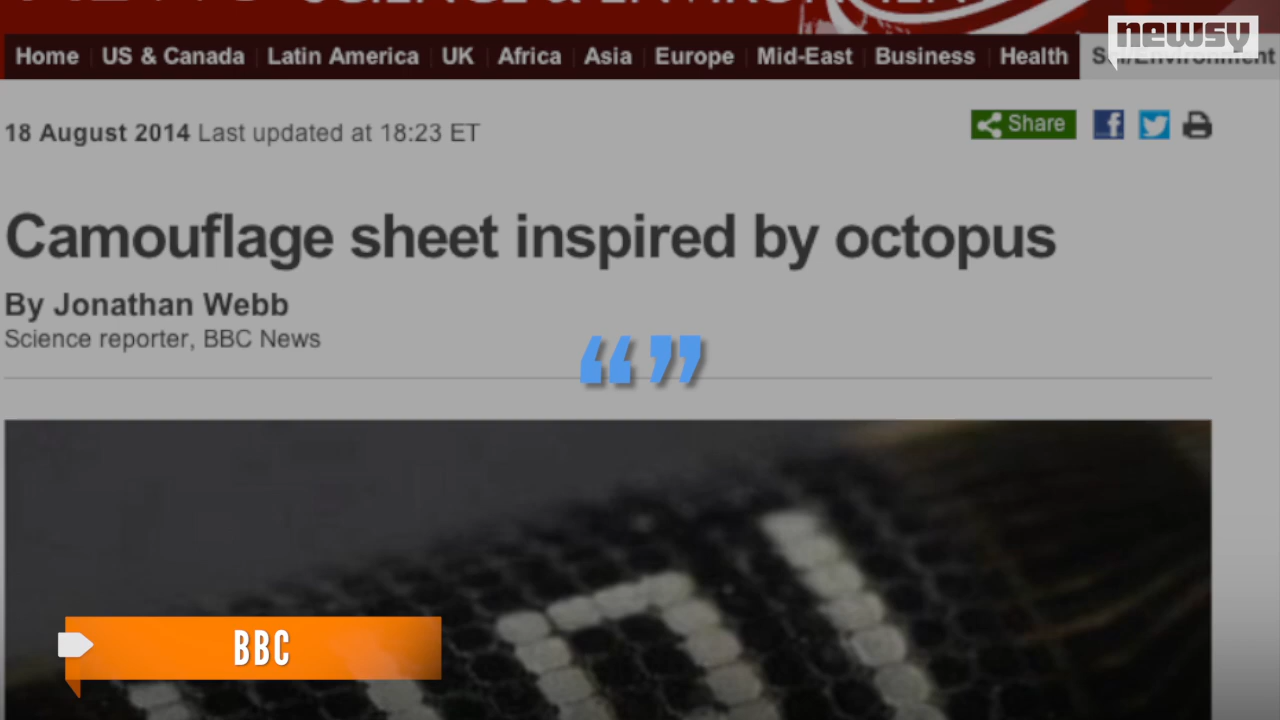 newsy
Home US & Canada Latin America UK Africa Asia Europe Mid-East Business Health
18 August 2014 Last updated at 18:23 ET
Share
Camouflage sheet inspired by octopus
By Jonathan Webb
Science reporter, BBC News
“”
BBC